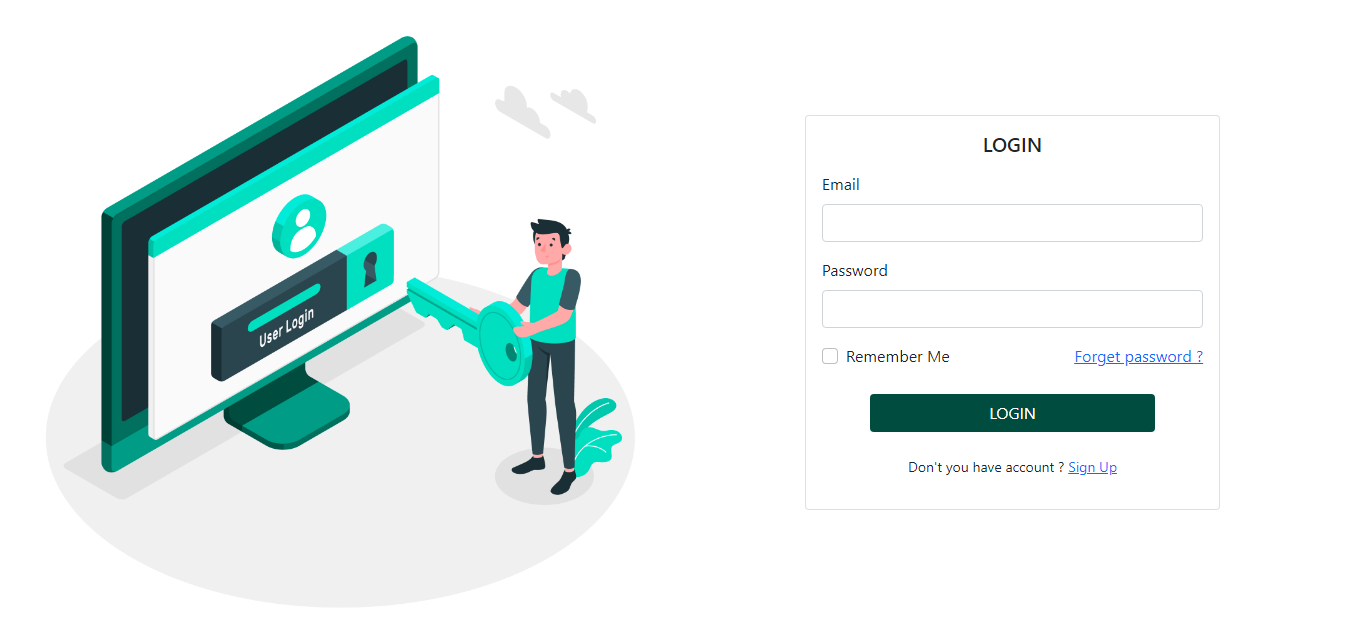 User Login
LOGIN
Email
Password
Remember Me
Forget password ?
LOGIN
Don't you have account ? Sign Up